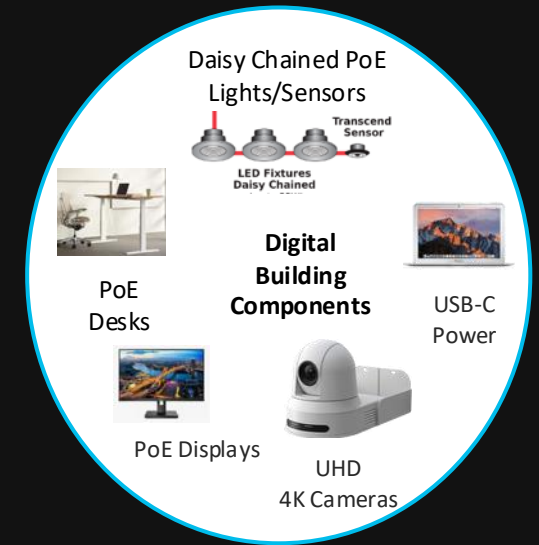 Daisy Chained PoE
Lights/Sensors
Transcend
Sensor
LED Fixtures
Daisy Chained
Digital
Building
Components
PoE
Desks
USB-C
Power
PoE Displays
UHD
4K Cameras